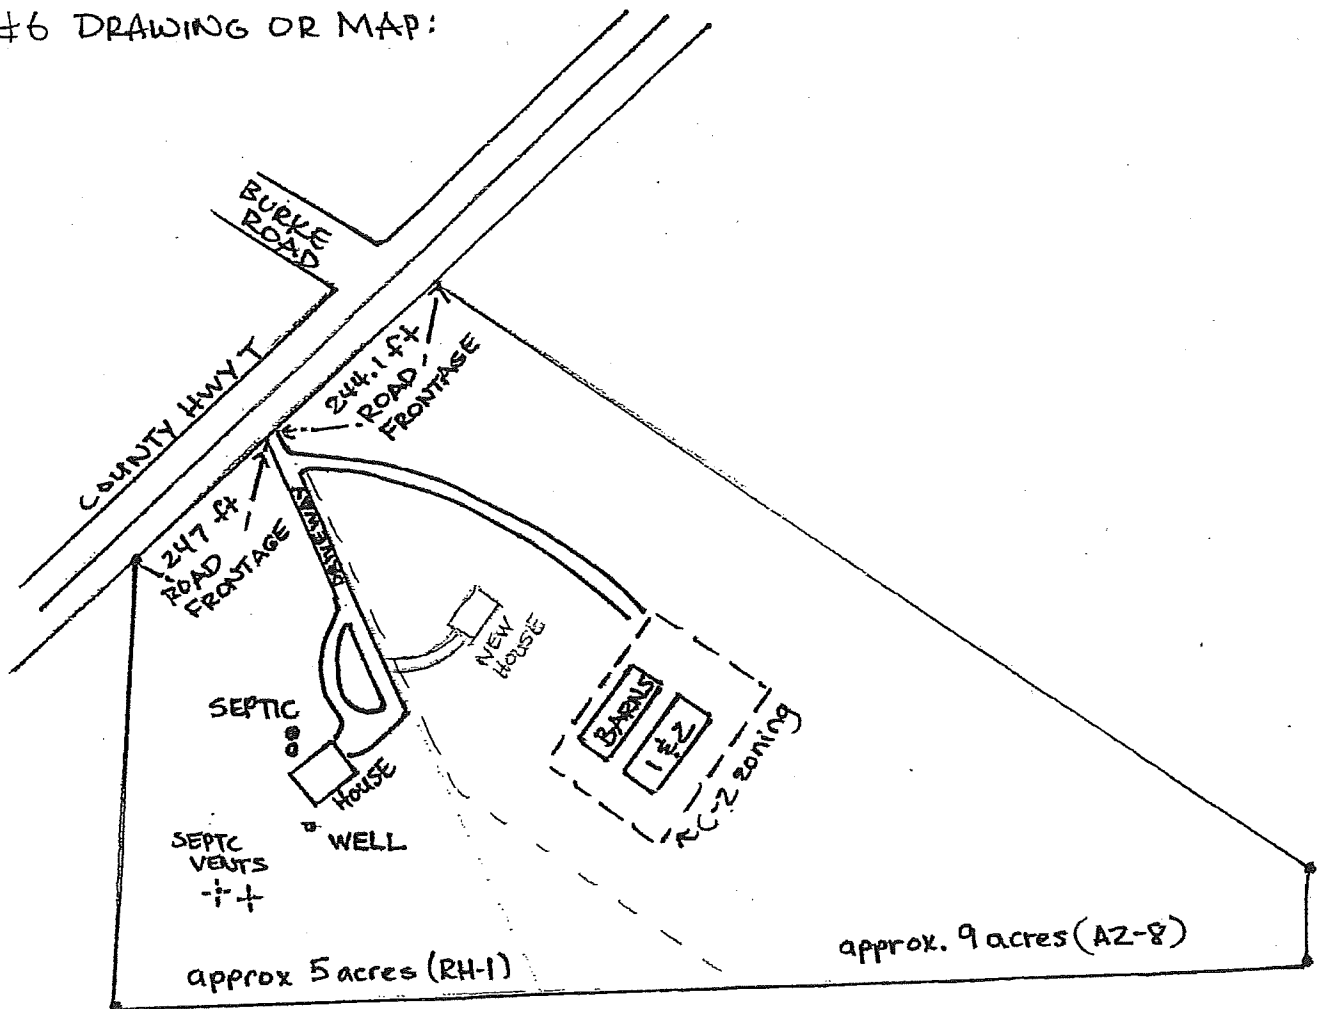 #6 DRAWING OR MAP:
BURKE
ROAD
COUNTY HWY T
244.1 ft
ROAD
FRONTAGE
247 ft
ROAD
FRONTAGE
DRIVEWAY
NEW
HOUSE
SEPTIC
HOUSE
BARNS
1 & 2
C-2 zoning
WELL
SEPTC
VENTS
approx 5 acres (RH-1)
approx. 9 acres (A2-8)